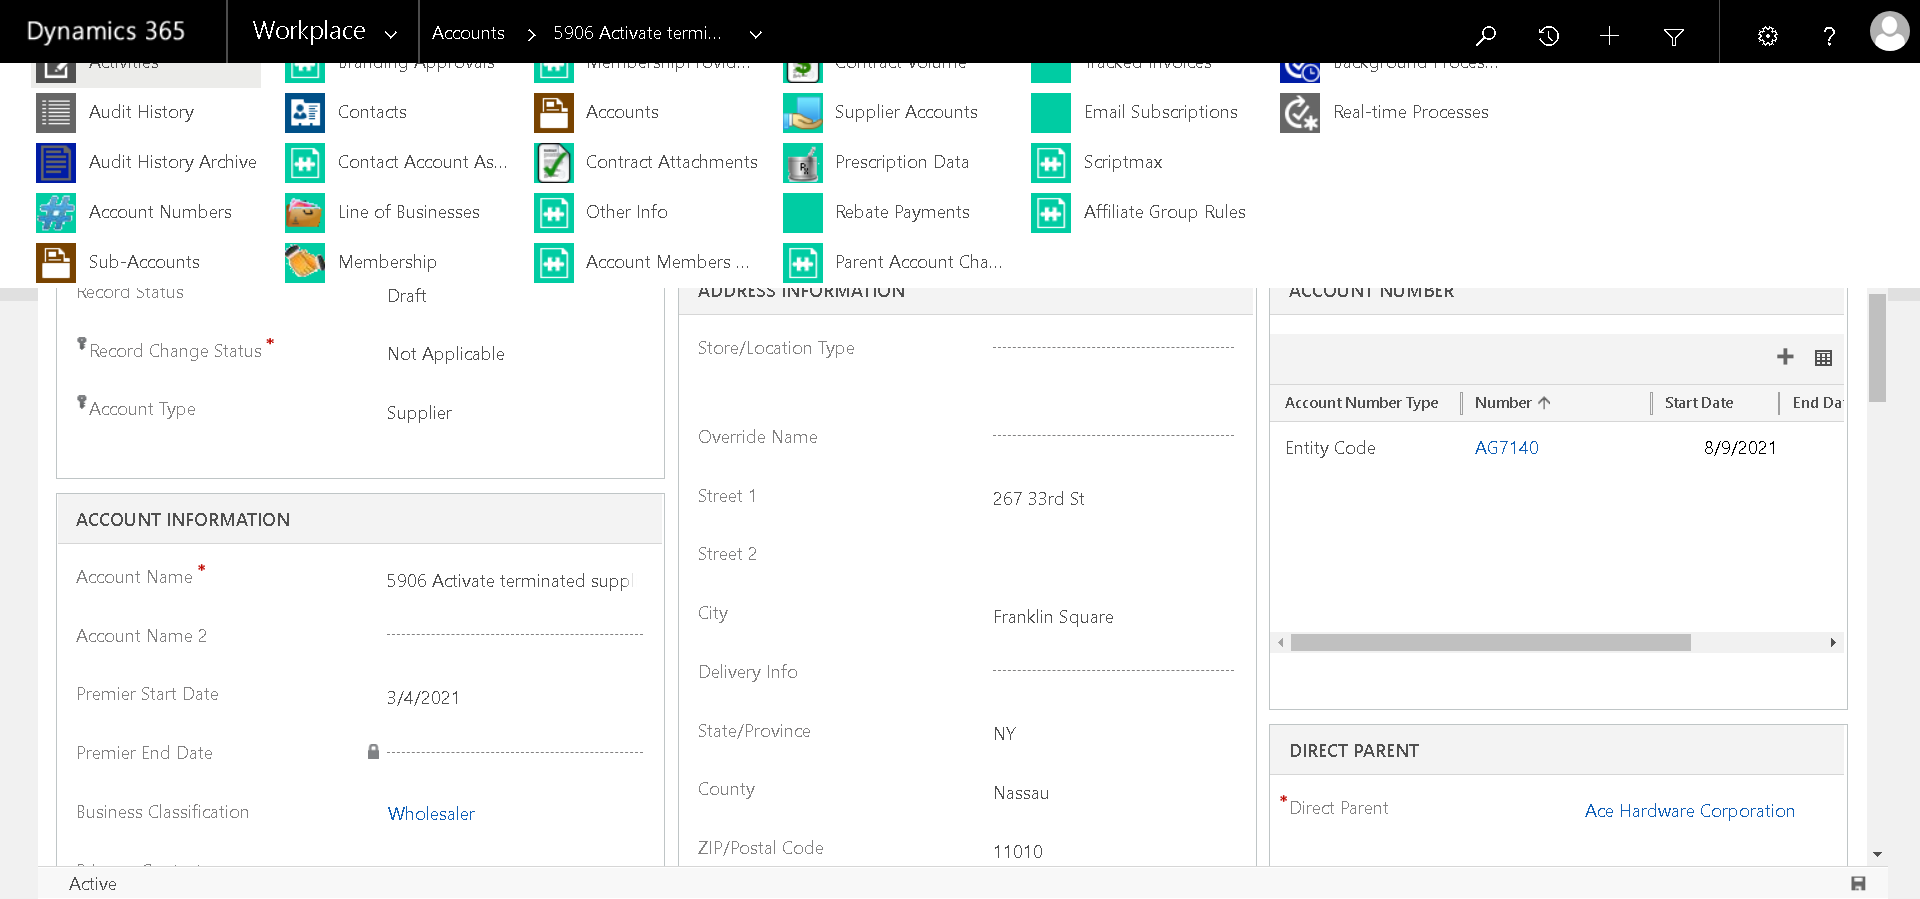 Dynamics 365
Workplace
Accounts
5906 Activate termi...
Activities
Branding Approvals
MembershipProvid...
Contract Volume
Tracked Invoices
Background Proces...
Audit History
Contacts
Accounts
Supplier Accounts
Email Subscriptions
Real-time Processes
Audit History Archive
Contact Account As...
Contract Attachments
Prescription Data
Scriptmax
Account Numbers
Line of Businesses
Other Info
Rebate Payments
Affiliate Group Rules
Sub-Accounts
Membership
Account Members ...
Parent Account Cha...
Record Status
Draft
Record Change Status *
Not Applicable
Account Type
Supplier
ACCOUNT INFORMATION
Account Name *
5906 Activate terminated suppl
Account Name 2
Premier Start Date
3/4/2021
Premier End Date
Business Classification
Wholesaler
ADDRESS INFORMATION
Store/Location Type
Override Name
Street 1
267 33rd St
Street 2
City
Franklin Square
Delivery Info
State/Province
NY
County
Nassau
ZIP/Postal Code
11010
ACCOUNT NUMBER
Account Number Type
Number
Start Date
End Da
Entity Code
AG7140
8/9/2021
DIRECT PARENT
* Direct Parent
Ace Hardware Corporation
Active